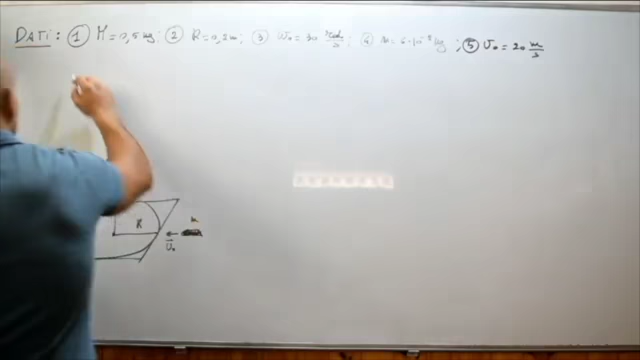 DATI: ① M = 0,5 kg; ② R = 0,2 m; ③ ω₀ = 30 rad/s; ④ m = 6·10⁻² kg; ⑤ v₀ = 20 m/s
R
v₀